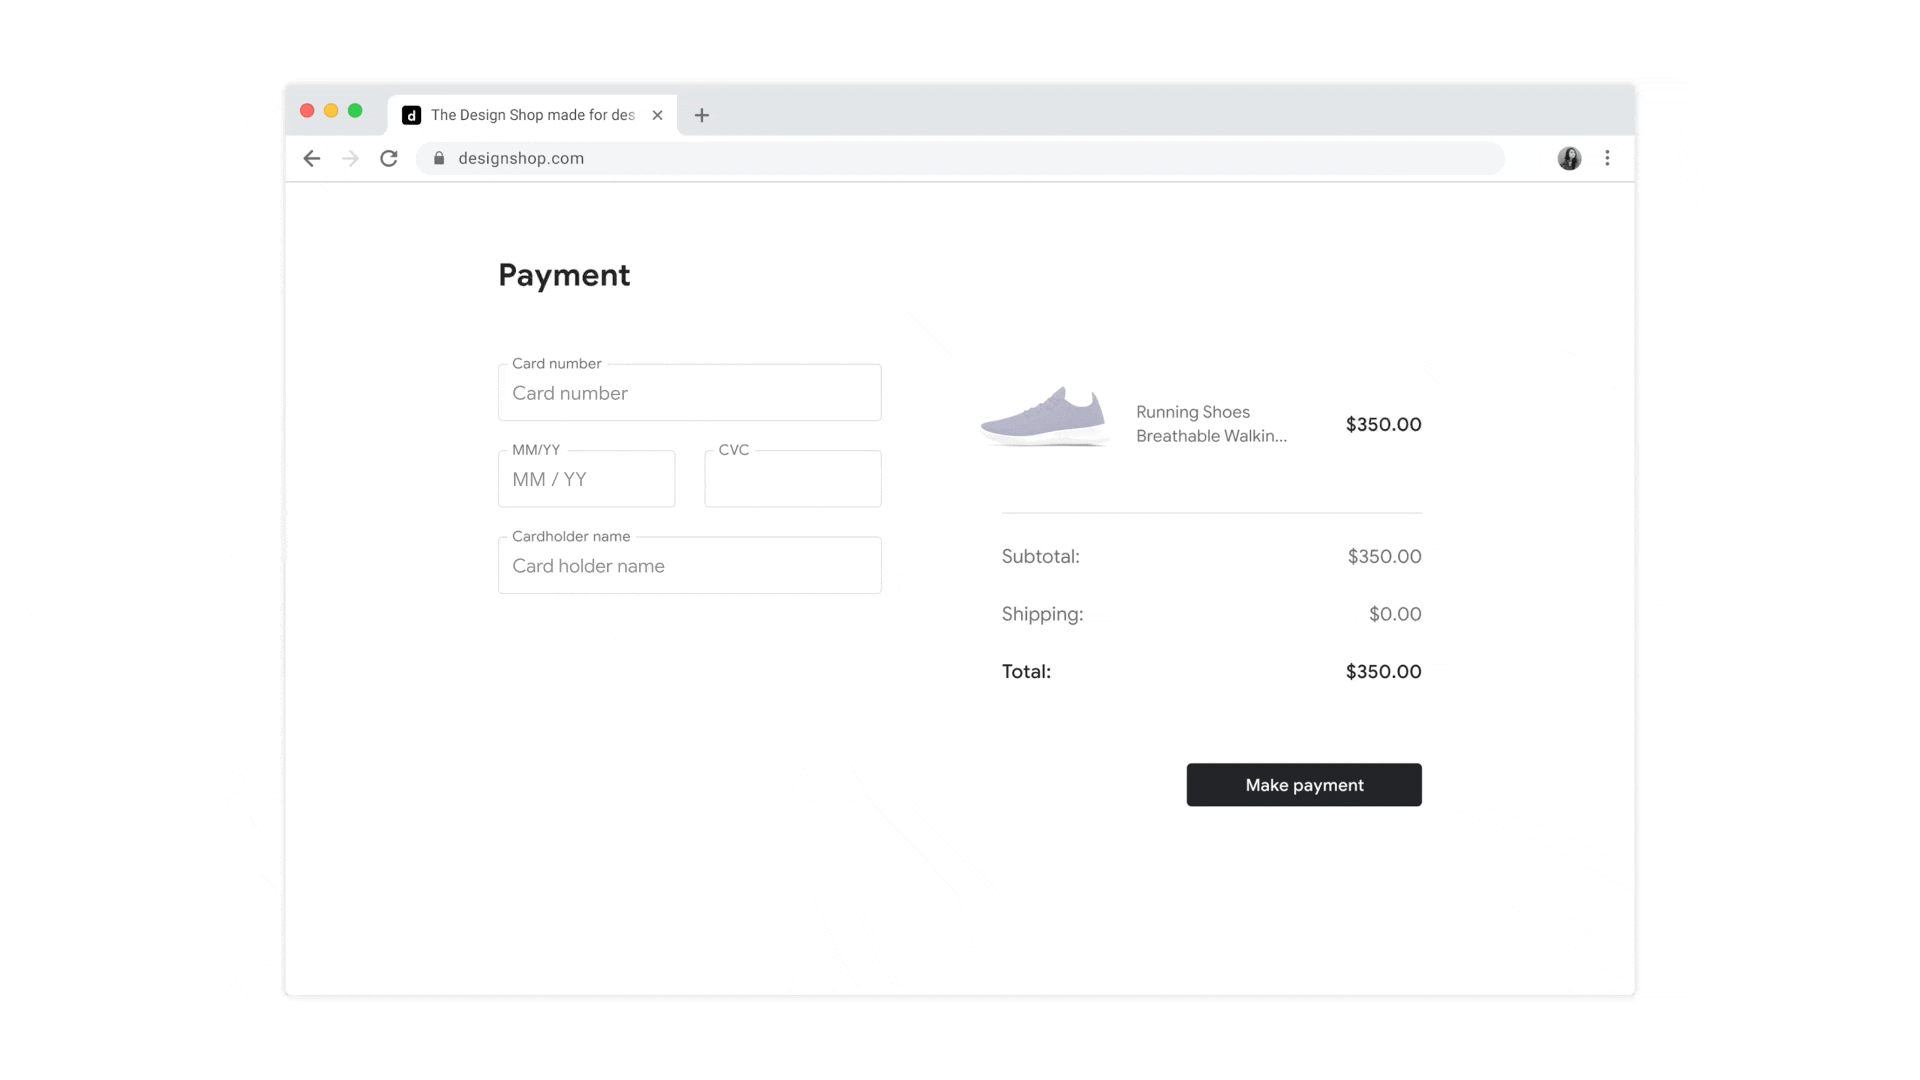 d The Design Shop made for des
designshop.com
Payment
Card number
Card number
MM/YY
MM / YY
CVC
Cardholder name
Card holder name
Running Shoes
Breathable Walkin...
$350.00
Subtotal: $350.00
Shipping: $0.00
Total: $350.00
Make payment